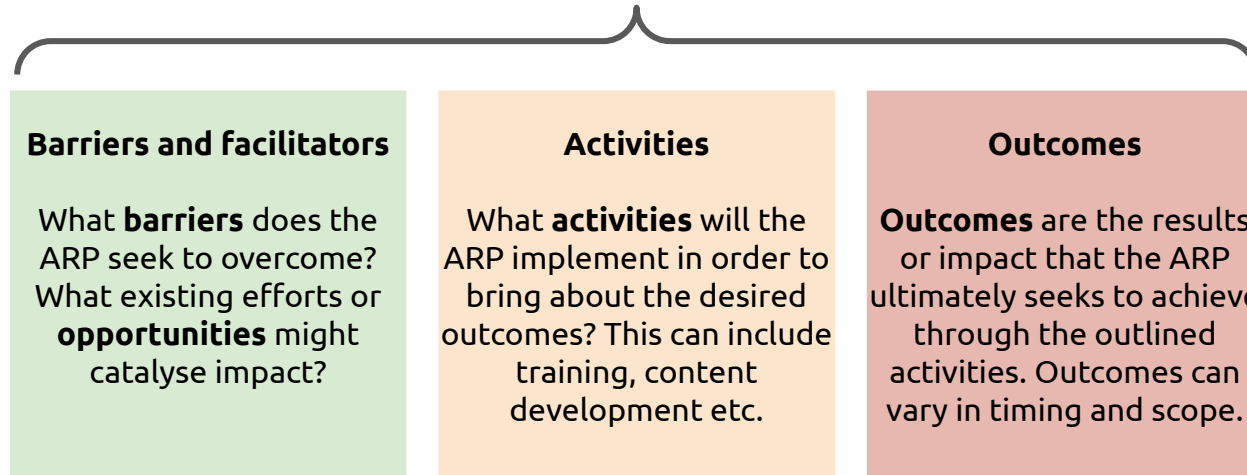 Barriers and facilitators
What barriers does the
ARP seek to overcome?
What existing efforts or
opportunities might
catalyse impact?
Activities
What activities will the
ARP implement in order to
bring about the desired
outcomes? This can include
training, content
development etc.
Outcomes
Outcomes are the results
or impact that the ARP
ultimately seeks to achieve
through the outlined
activities. Outcomes can
vary in timing and scope.